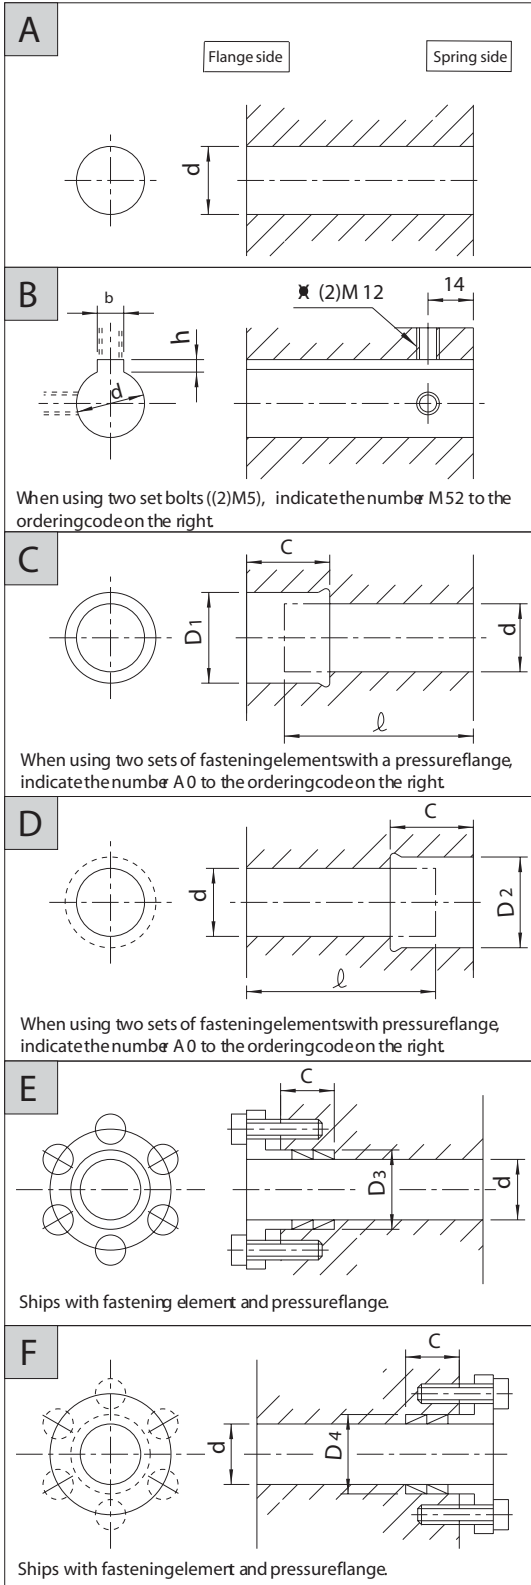 A
Flange side
Spring side
d
B
b
h
d
※ (2)M 12
14
When using two set bolts ((2)M5), indicate the number M52 to the
ordering code on the right.
C
C
D1
d
ℓ
When using two sets of fastening elements with a pressure flange,
indicate the number A0 to the ordering code on the right.
D
C
d
D2
ℓ
When using two sets of fastening elements with pressure flange,
indicate the number A0 to the ordering code on the right.
E
C
D3
d
Ships with fastening element and pressure flange.
F
C
d
D4
Ships with fastening element and pressure flange.